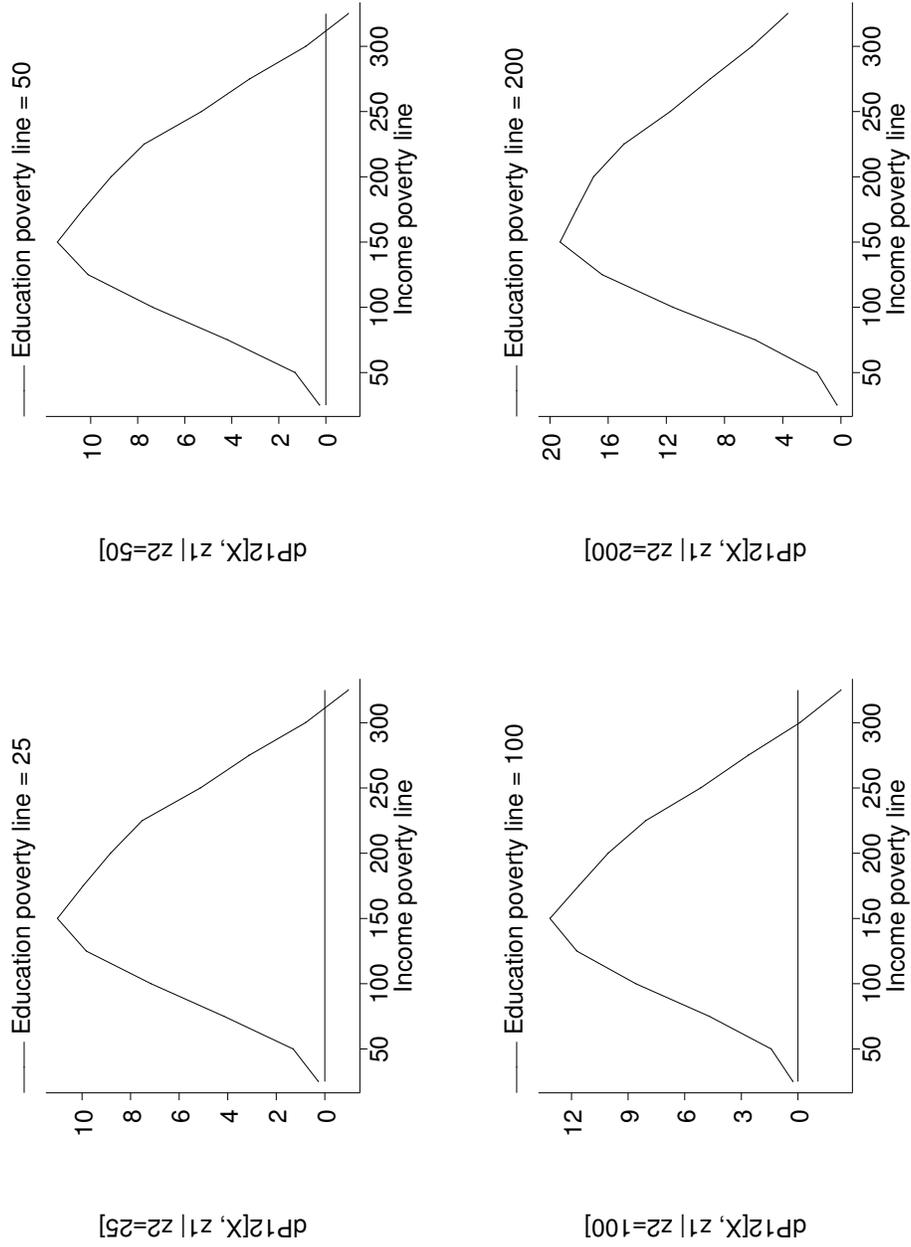 Education poverty line = 25
dP12[X, z1 | z2=25]
10
8
6
4
2
0
50 100 150 200 250 300
Income poverty line
Education poverty line = 50
dP12[X, z1 | z2=50]
10
8
6
4
2
0
50 100 150 200 250 300
Income poverty line
Education poverty line = 100
dP12[X, z1 | z2=100]
12
9
6
3
0
50 100 150 200 250 300
Income poverty line
Education poverty line = 200
dP12[X, z1 | z2=200]
20
16
12
8
4
0
50 100 150 200 250 300
Income poverty line